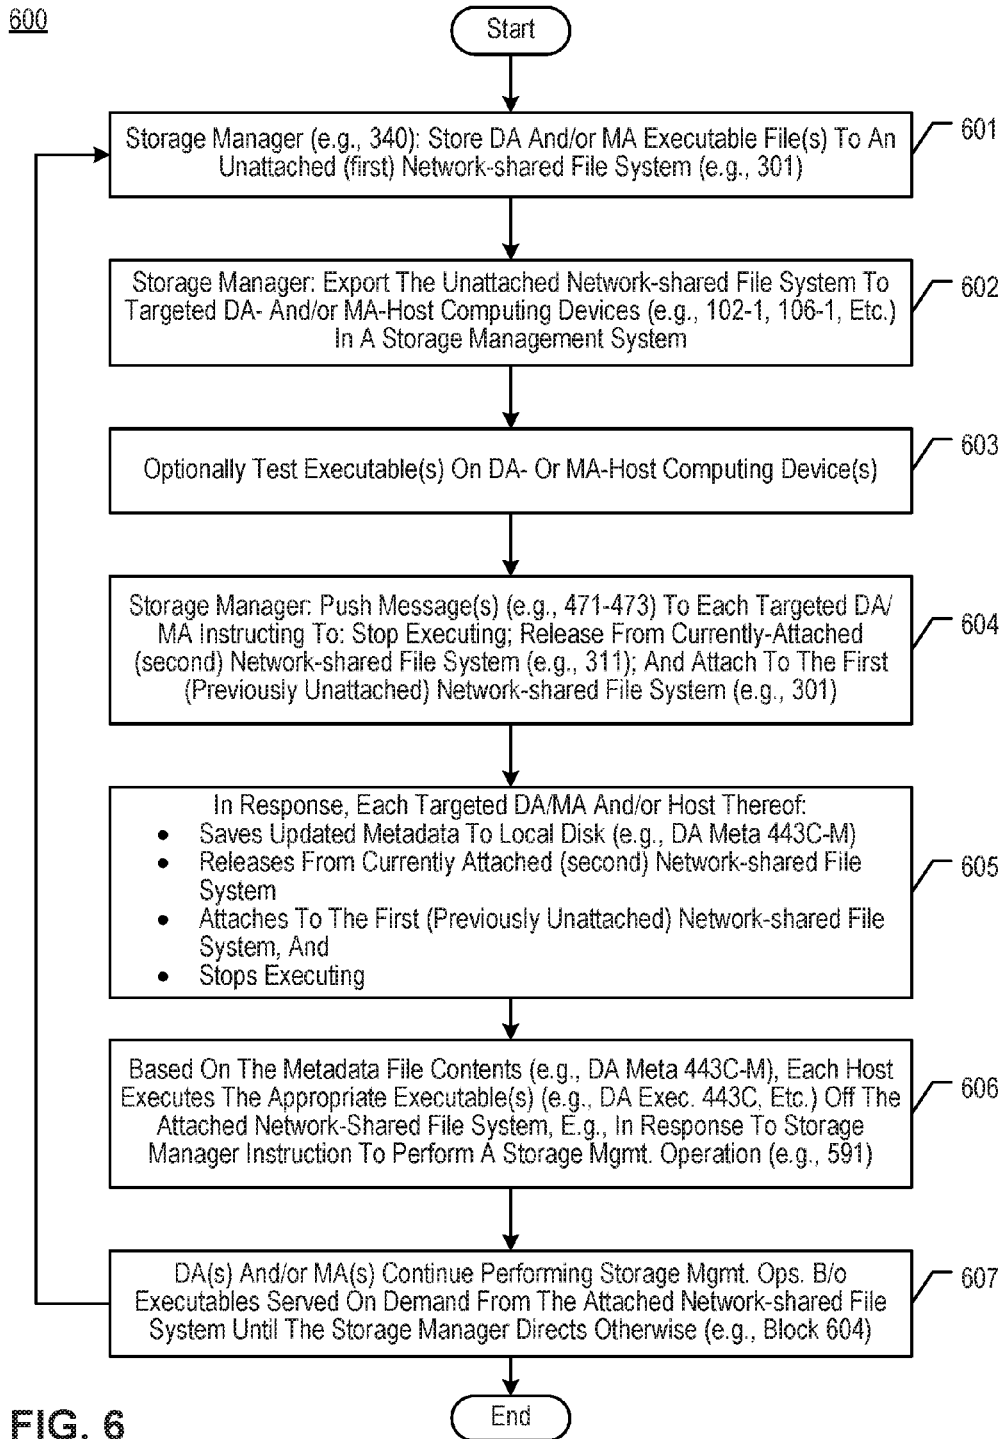 600
Start
Storage Manager (e.g., 340): Store DA And/or MA Executable File(s) To An
Unattached (first) Network-shared File System (e.g., 301)
601
Storage Manager: Export The Unattached Network-shared File System To
Targeted DA- And/or MA-Host Computing Devices (e.g., 102-1, 106-1, Etc.)
In A Storage Management System
602
Optionally Test Executable(s) On DA- Or MA-Host Computing Device(s)
603
Storage Manager: Push Message(s) (e.g., 471-473) To Each Targeted DA/
MA Instructing To: Stop Executing; Release From Currently-Attached
(second) Network-shared File System (e.g., 311); And Attach To The First
(Previously Unattached) Network-shared File System (e.g., 301)
604
In Response, Each Targeted DA/MA And/or Host Thereof:
• Saves Updated Metadata To Local Disk (e.g., DA Meta 443C-M)
• Releases From Currently Attached (second) Network-shared File
System
• Attaches To The First (Previously Unattached) Network-shared File
System, And
• Stops Executing
605
Based On The Metadata File Contents (e.g., DA Meta 443C-M), Each Host
Executes The Appropriate Executable(s) (e.g., DA Exec. 443C, Etc.) Off The
Attached Network-Shared File System, E.g., In Response To Storage
Manager Instruction To Perform A Storage Mgmt. Operation (e.g., 591)
606
DA(s) And/or MA(s) Continue Performing Storage Mgmt. Ops. B/o
Executables Served On Demand From The Attached Network-shared File
System Until The Storage Manager Directs Otherwise (e.g., Block 604)
607
End
FIG. 6